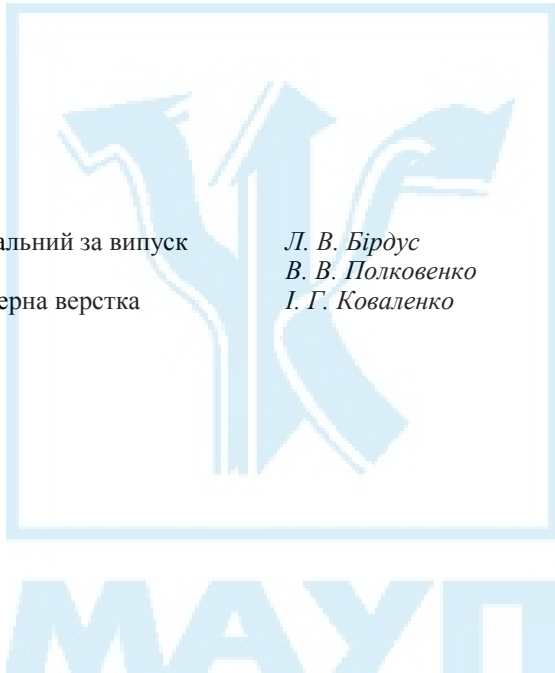 альний за випуск Л. В. Бірдус
В. В. Полковенко
ерна верстка І. Г. Коваленко
МАУП